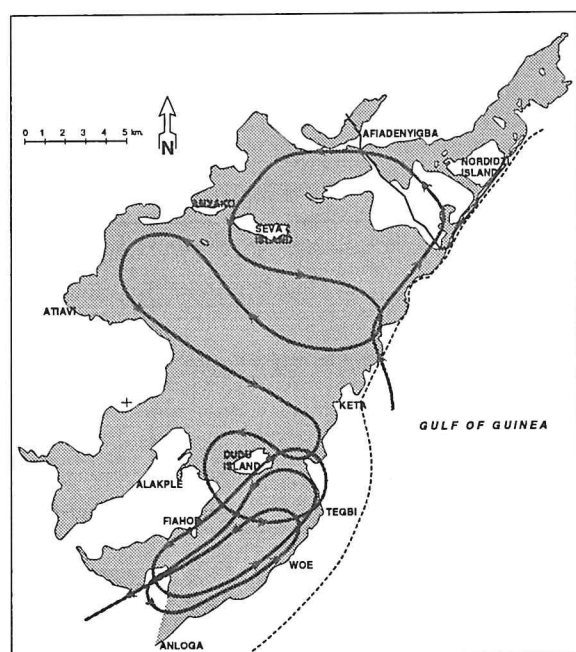 AFIADENYIGBA
0 1 2 3 4 5 km.
N
NORDIDZI
ISLAND
ANYAKO
SEVA
ISLAND
ATIAVI
KETA
GULF OF GUINEA
DUDU
ISLAND
ALAKPLE
TEGBI
FIAHOR
WOE
ANLOGA